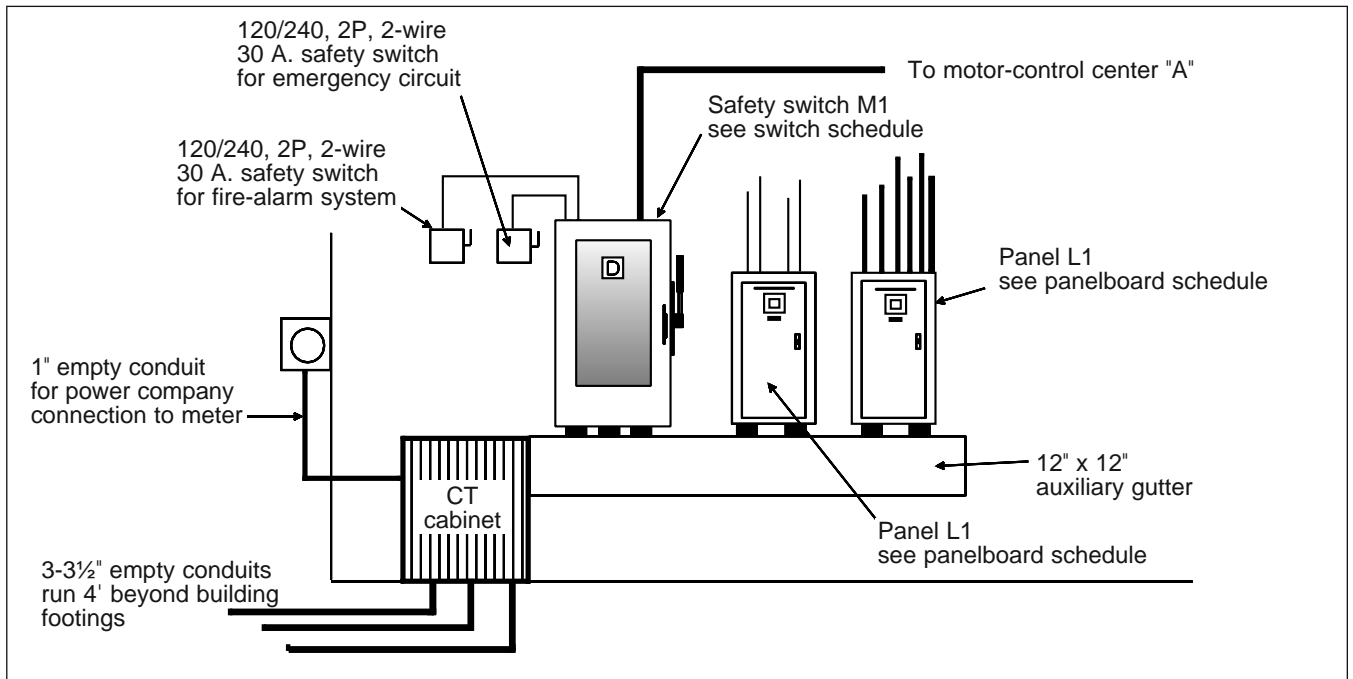 120/240, 2P, 2-wire
30 A. safety switch
for emergency circuit
To motor-control center "A"
Safety switch M1
see switch schedule
120/240, 2P, 2-wire
30 A. safety switch
for fire-alarm system
D
Panel L1
see panelboard schedule
1" empty conduit
for power company
connection to meter
12" x 12"
auxiliary gutter
CT
cabinet
Panel L1
see panelboard schedule
3-3½" empty conduits
run 4' beyond building
footings